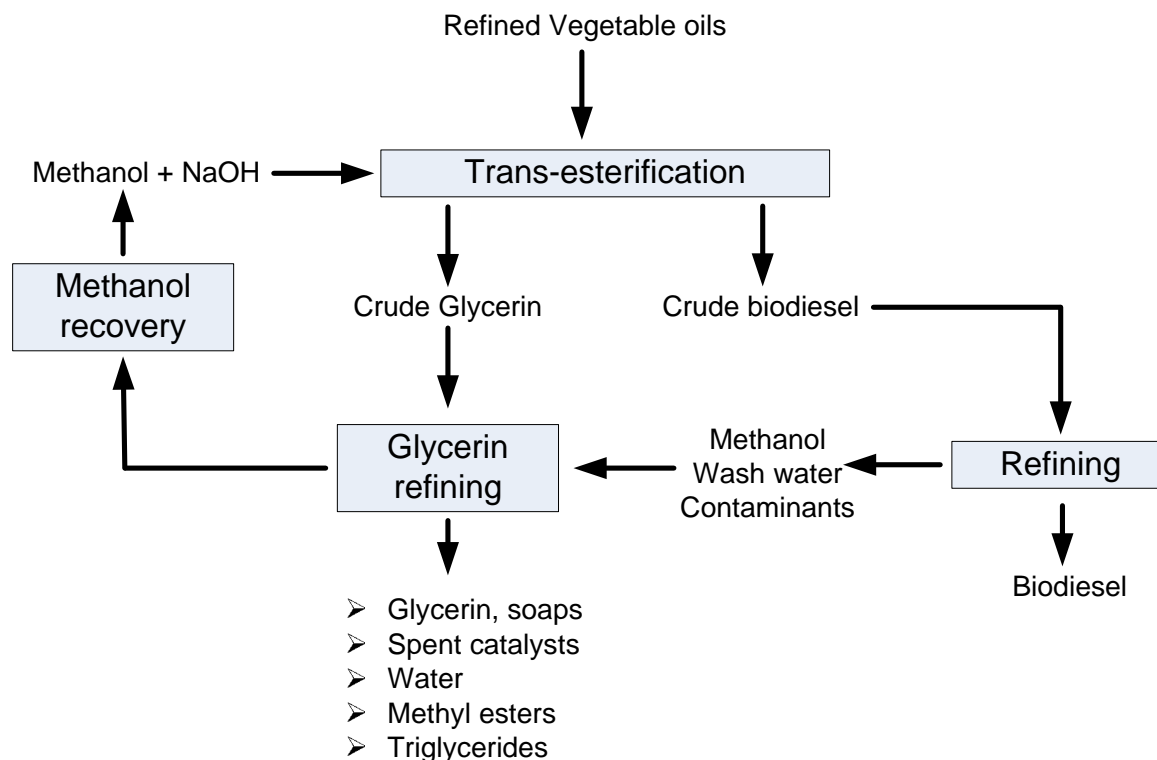 Refined Vegetable oils
Methanol + NaOH
Trans-esterification
Methanol
recovery
Crude Glycerin
Crude biodiesel
Glycerin
refining
Methanol
Wash water
Contaminants
Refining
Biodiesel
➢ Glycerin, soaps
➢ Spent catalysts
➢ Water
➢ Methyl esters
➢ Triglycerides